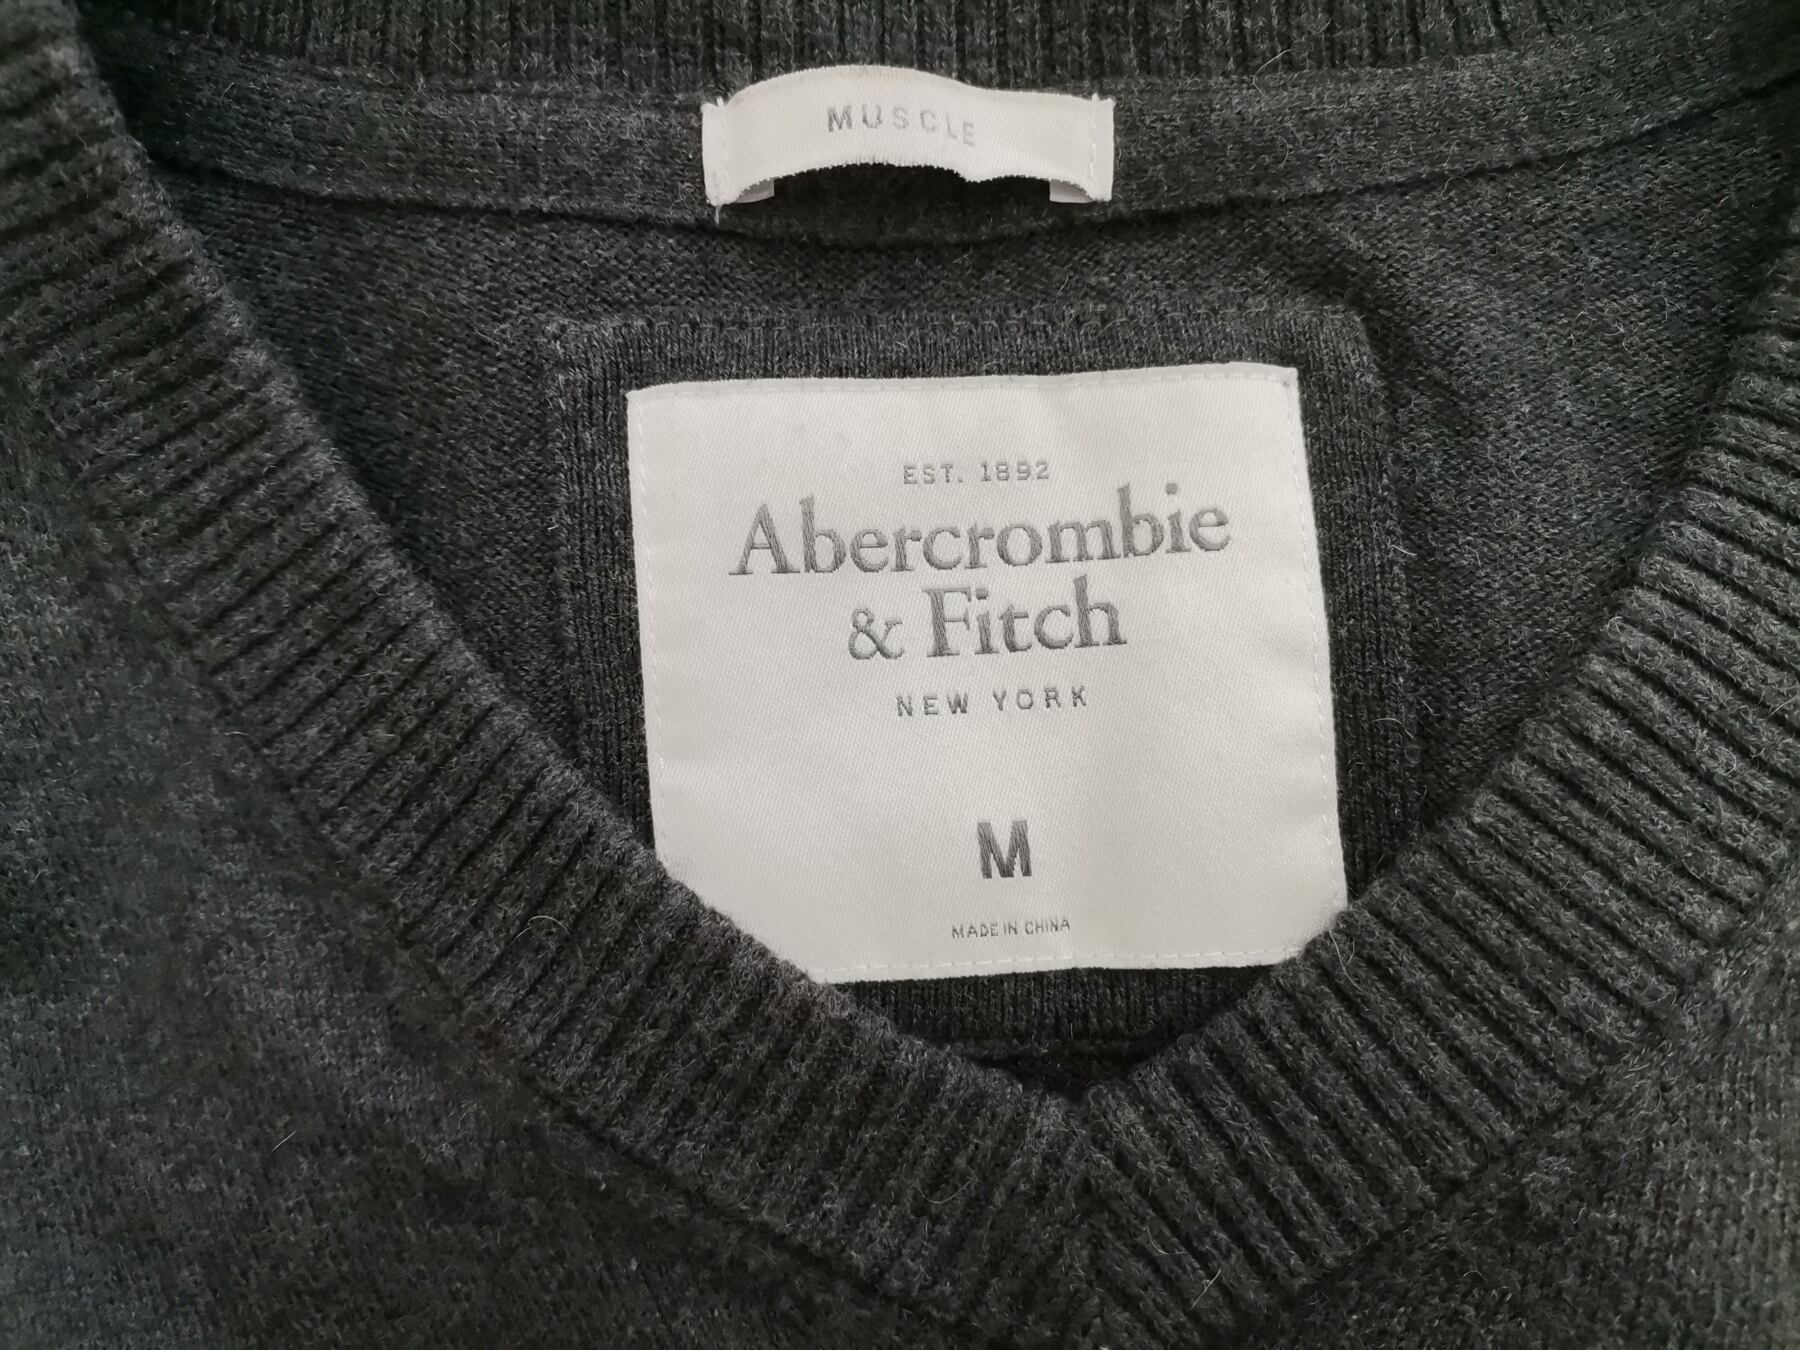 MUSCLE
EST. 1892
Abercrombie
& Fitch
NEW YORK
M
MADE IN CHINA